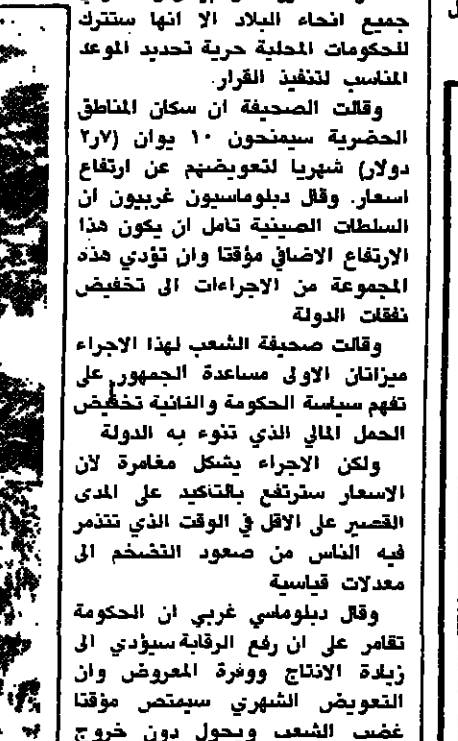 جميع انحاء البلاد الا انها ستترك
للحكومات المحلية حرية تحديد الموعد
المناسب لتنفيذ القرار.
وقالت الصحيفة ان سكان المناطق
الحضرية سيمنحون ١٠ يوان (٢٫٧
دولار) شهريا لتعويضهم عن ارتفاع
اسعار. وقال دبلوماسيون غربيون ان
السلطات الصينية تامل ان يكون هذا
الارتفاع الاضافي مؤقتا وان تؤدي هذه
المجموعة من الاجراءات الى تخفيض
نفقات الدولة
وقالت صحيفة الشعب لهذا الاجراء
ميزاتان الاولى مساعدة الجمهور على
تفهم سياسة الحكومة والثانية تخفيض
الحمل المالي الذي تنوء به الدولة
ولكن الاجراء يشكل مغامرة لان
الاسعار سترتفع بالتاكيد على المدى
القصير على الاقل في الوقت الذي تتذمر
فيه الناس من صعود التضخم الى
معدلات قياسية
وقال دبلوماسي غربي ان الحكومة
تقامر على ان رفع الرقابة سيؤدي الى
زيادة الانتاج ووفرة المعروض وان
التعويض الشهري سيمتص مؤقتا
غضب الشعب ويحول دون خروج